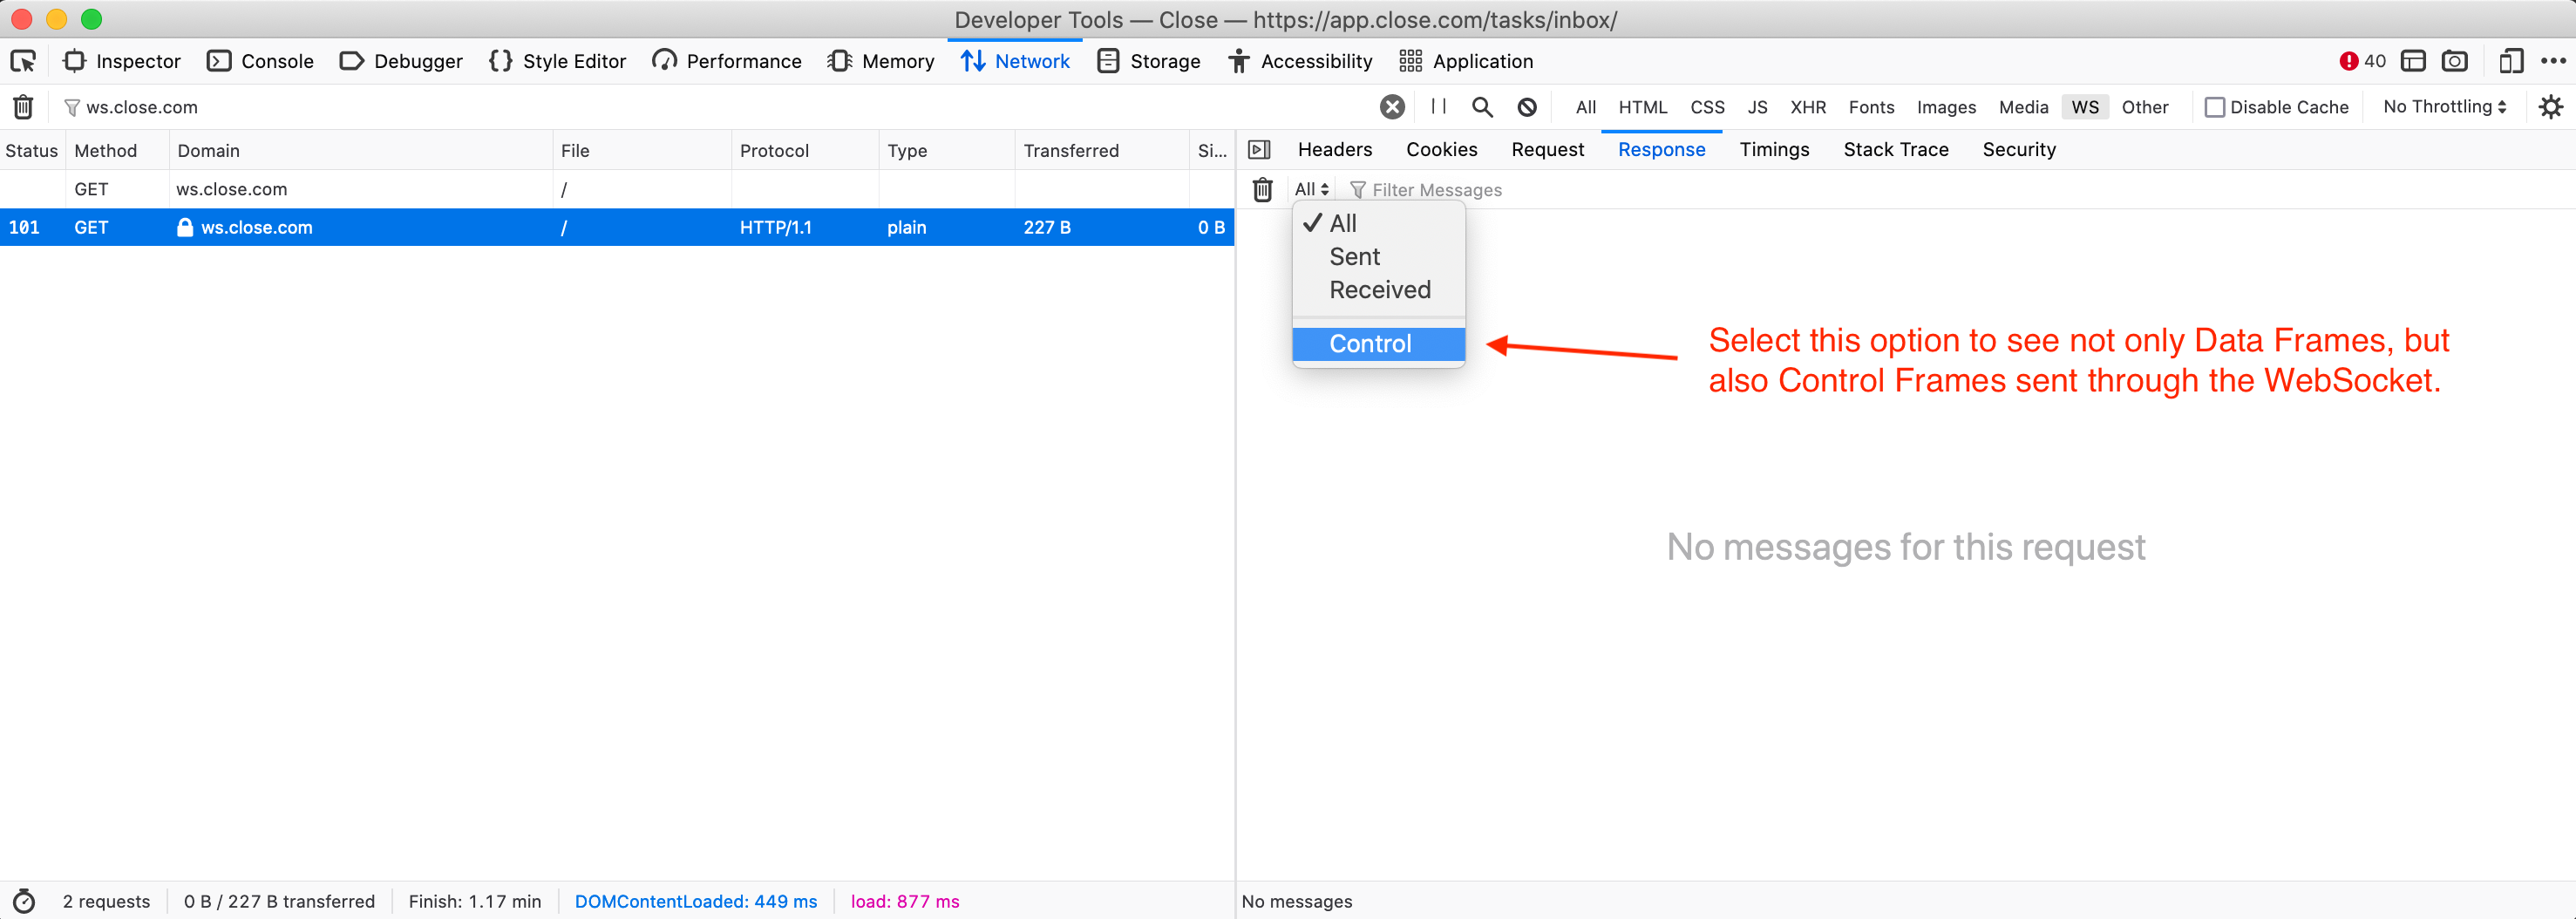 Developer Tools — Close — https://app.close.com/tasks/inbox/
Inspector Console Debugger Style Editor Performance Memory Network Storage Accessibility Application 40
ws.close.com All HTML CSS JS XHR Fonts Images Media WS Other Disable Cache No Throttling
Status Method Domain File Protocol Type Transferred Si... Headers Cookies Request Response Timings Stack Trace Security
GET ws.close.com / All Filter Messages
101 GET ws.close.com / HTTP/1.1 plain 227 B 0 B
All
Sent
Received
Control
Select this option to see not only Data Frames, but
also Control Frames sent through the WebSocket.
No messages for this request
2 requests 0 B / 227 B transferred Finish: 1.17 min DOMContentLoaded: 449 ms load: 877 ms No messages